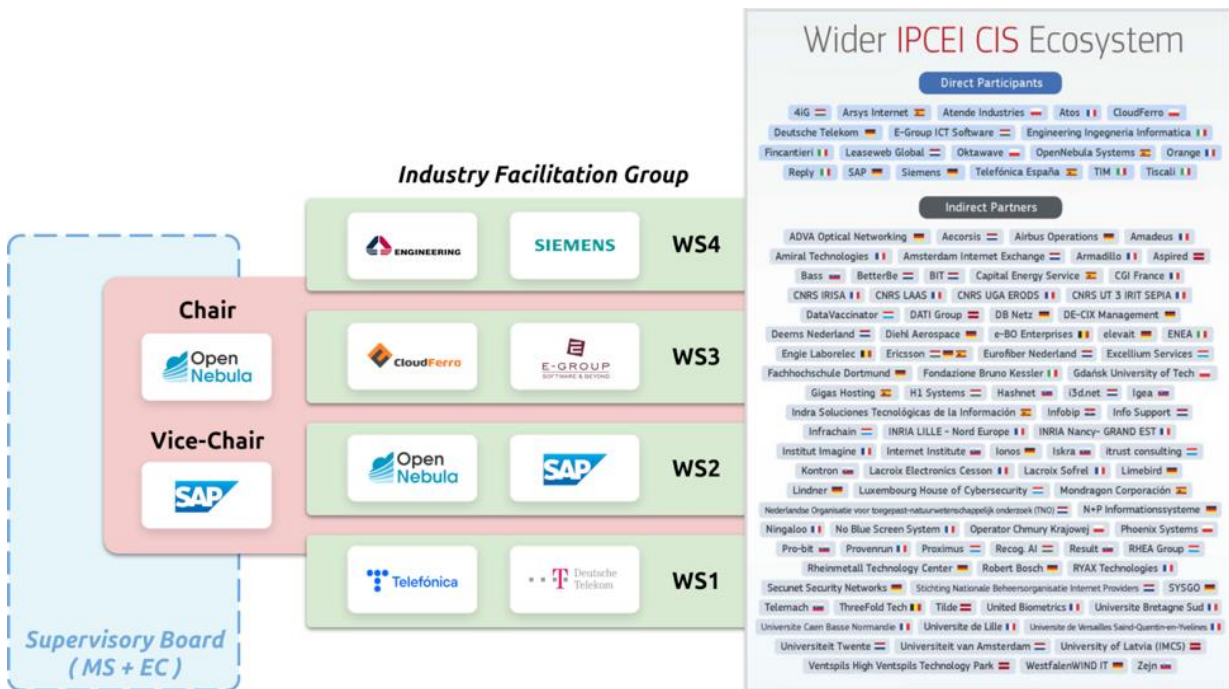 Industry Facilitation Group
ENGINEERING
SIEMENS
WS4
Chair
Open
Nebula
CloudFerro
E-GROUP
SOFTWARE & BEYOND
WS3
Vice-Chair
SAP
Open
Nebula
SAP
WS2
Telefónica
Deutsche
Telekom
WS1
Supervisory Board
( MS + EC )
Wider IPCEI CIS Ecosystem
Direct Participants
4iG Arsys Internet Atende Industries Atos CloudFerro
Deutsche Telekom E-Group ICT Software Engineering Ingegneria Informatica
Fincantieri Leaseweb Global Oktawave OpenNebula Systems Orange
Reply SAP Siemens Telefónica España TIM Tiscali
Indirect Partners
ADVA Optical Networking Aecorsis Airbus Operations Amadeus
Amiral Technologies Amsterdam Internet Exchange Armadillo Aspired
Bass BetterBe BIT Capital Energy Service CGI France
CNRS IRISA CNRS LAAS CNRS UGA ERODS CNRS UT 3 IRIT SEPIA
DataVaccinator DATI Group DB Netz DE-CIX Management
Deerns Nederland Diehl Aerospace e-BO Enterprises elevait ENEA
Engie Laborelec Ericsson Eurofiber Nederland Excellium Services
Fachhochschule Dortmund Fondazione Bruno Kessler Gdańsk University of Tech
Gigas Hosting H1 Systems Hashnet i3d.net Igea
Indra Soluciones Tecnológicas de la Información Infobip Info Support
Infrachain INRIA LILLE - Nord Europe INRIA Nancy- GRAND EST
Institut Imagine Internet Institute Ionos Iskra itrust consulting
Kontron Lacroix Electronics Cesson Lacroix Sofrel Limebird
Lindner Luxembourg House of Cybersecurity Mondragon Corporación
Nederlandse Organisatie voor toegepast-natuurwetenschappelijk onderzoek (TNO) N+P Informationssysteme
Ningaloo No Blue Screen System Operator Chmury Krajowej Phoenix Systems
Pro-bit Provenrun Proximus Recog. AI Result RHEA Group
Rheinmetall Technology Center Robert Bosch RYAX Technologies
Secunet Security Networks Stichting Nationale Beheersorganisatie Internet Providers SYSGO
Telemach ThreeFold Tech Tilde United Biometrics Universite Bretagne Sud
Universite Caen Basse Normandie Universite de Lille Universite de Versailles Saind-Quentin-en-Yvelines
Universiteit Twente Universiteit van Amsterdam University of Latvia (IMCS)
Ventspils High Ventspils Technology Park WestfalenWIND IT Zejn